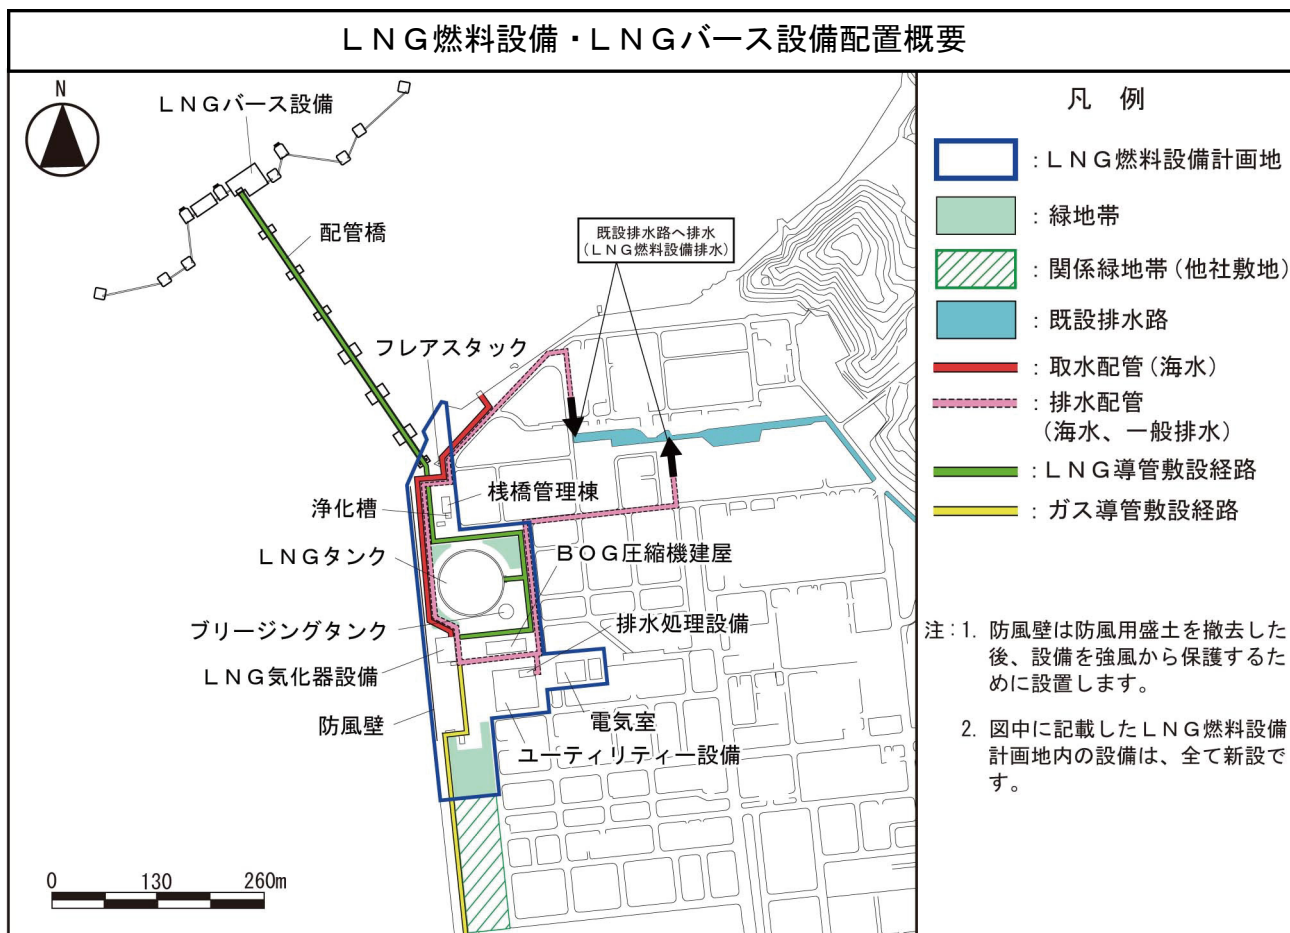 LNG燃料設備・LNGバース設備配置概要
N
LNGバース設備
配管橋
既設排水路へ排水
(LNG燃料設備排水)
フレアスタック
桟橋管理棟
浄化槽
LNGタンク
BOG圧縮機建屋
ブリージングタンク
排水処理設備
LNG気化器設備
防風壁
電気室
ユーティリティー設備
0 130 260m
凡 例
:LNG燃料設備計画地
:緑地帯
:関係緑地帯(他社敷地)
:既設排水路
:取水配管(海水)
:排水配管
(海水、一般排水)
:LNG導管敷設経路
:ガス導管敷設経路
注:1. 防風壁は防風用盛土を撤去した
後、設備を強風から保護するた
めに設置します。
2. 図中に記載したLNG燃料設備
計画地内の設備は、全て新設で
す。